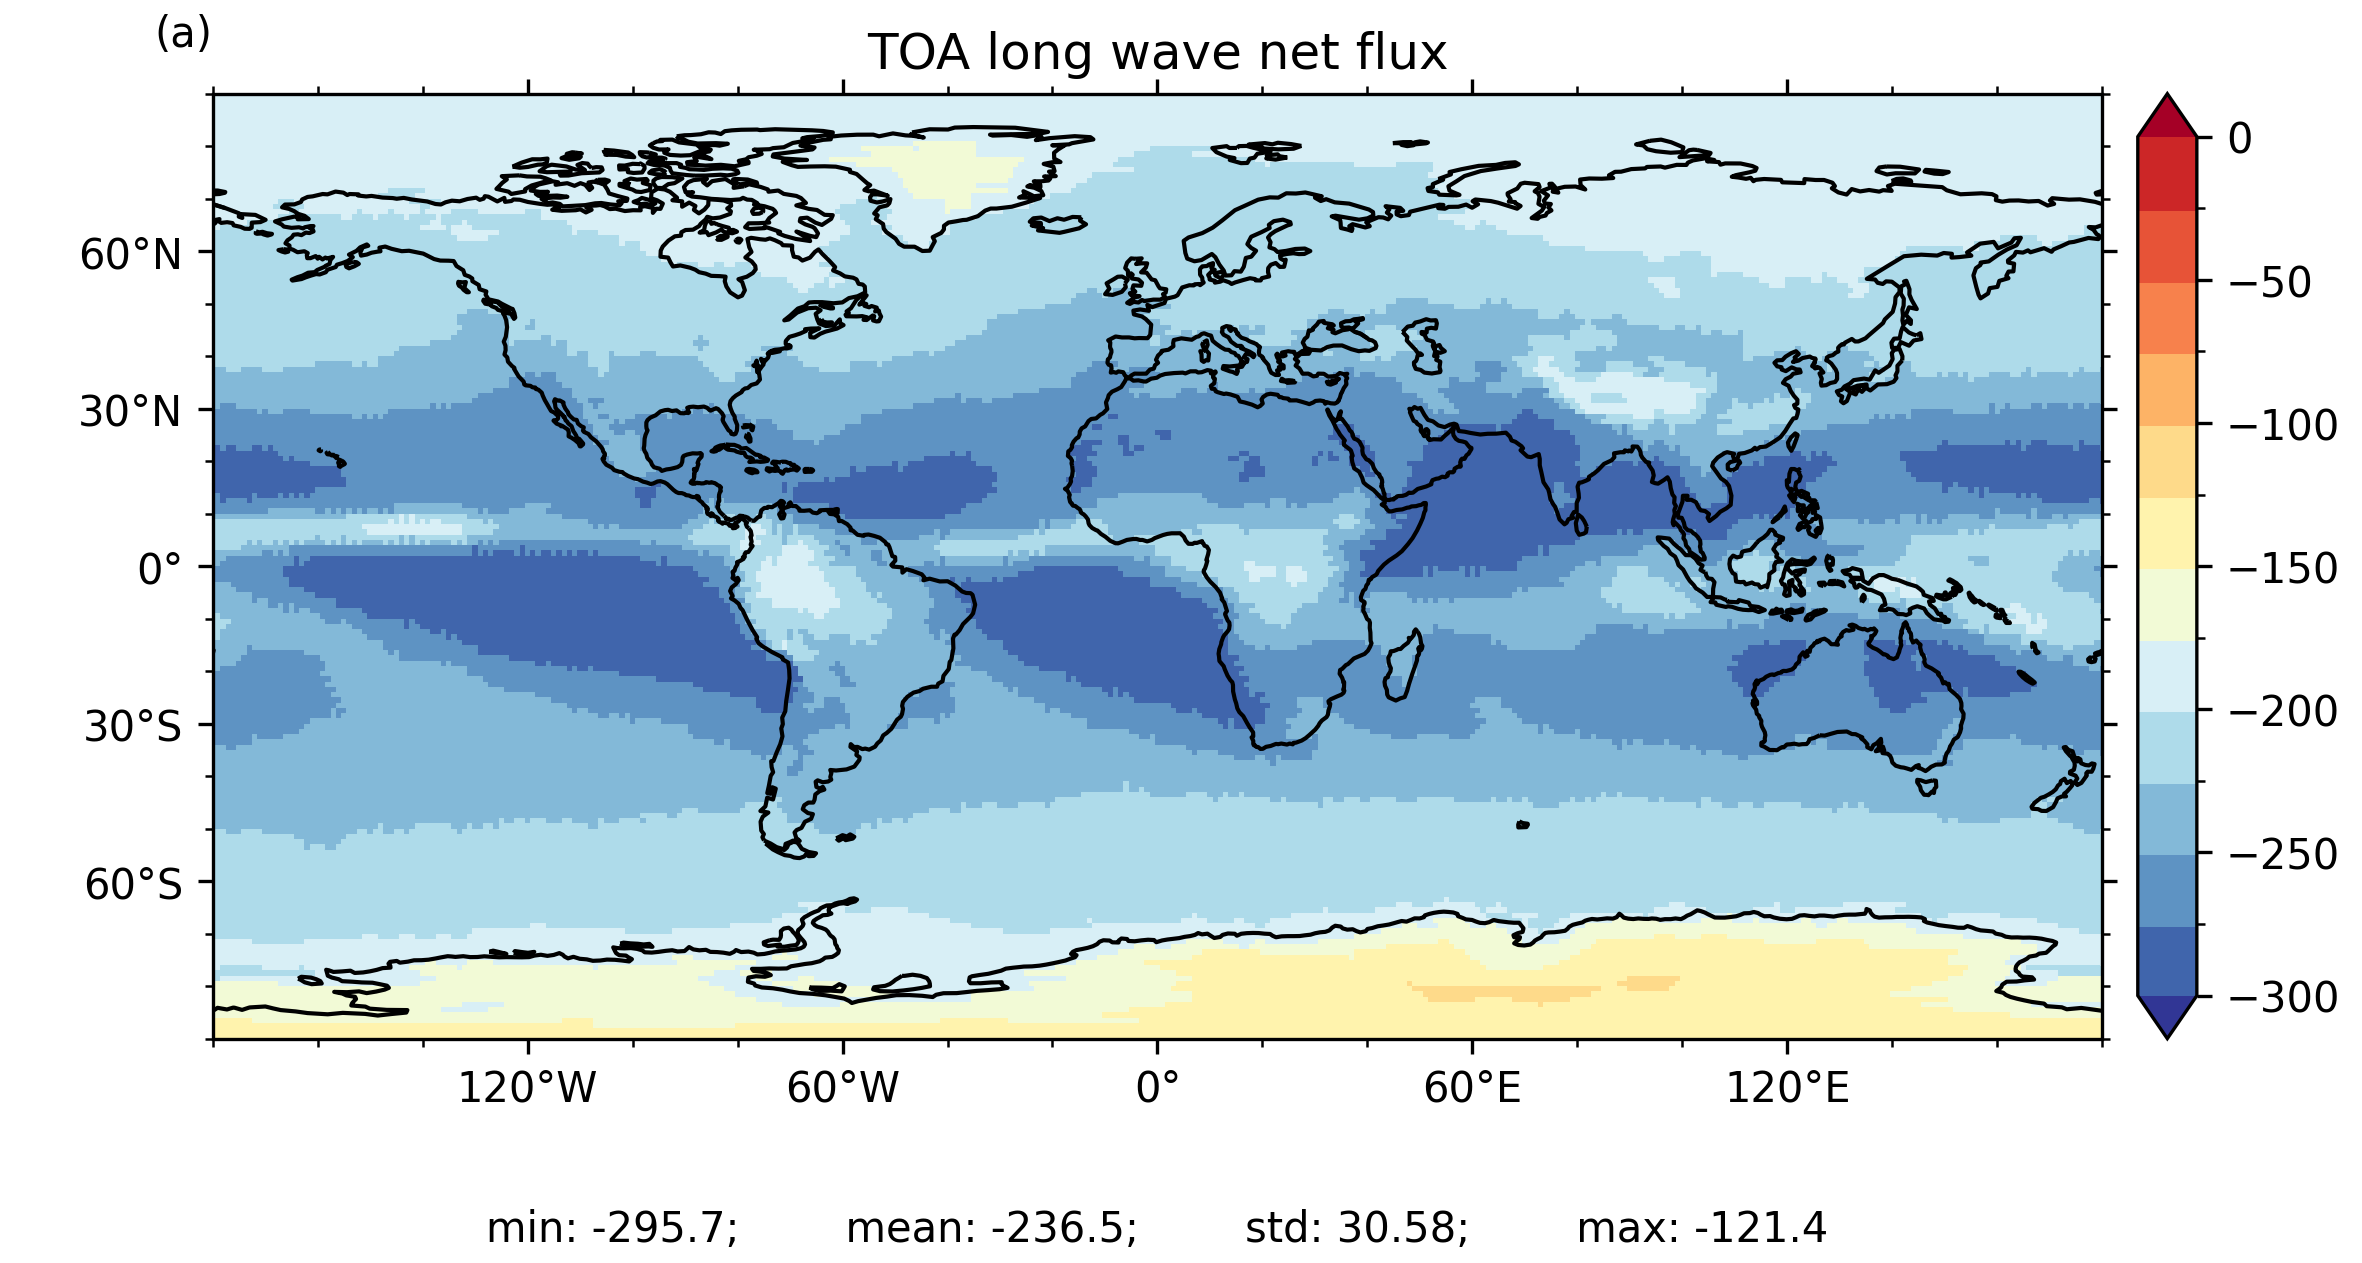 (a)
TOA long wave net flux
60°N
30°N
0°
30°S
60°S
120°W 60°W 0° 60°E 120°E
0
−50
−100
−150
−200
−250
−300
min: -295.7; mean: -236.5; std: 30.58; max: -121.4